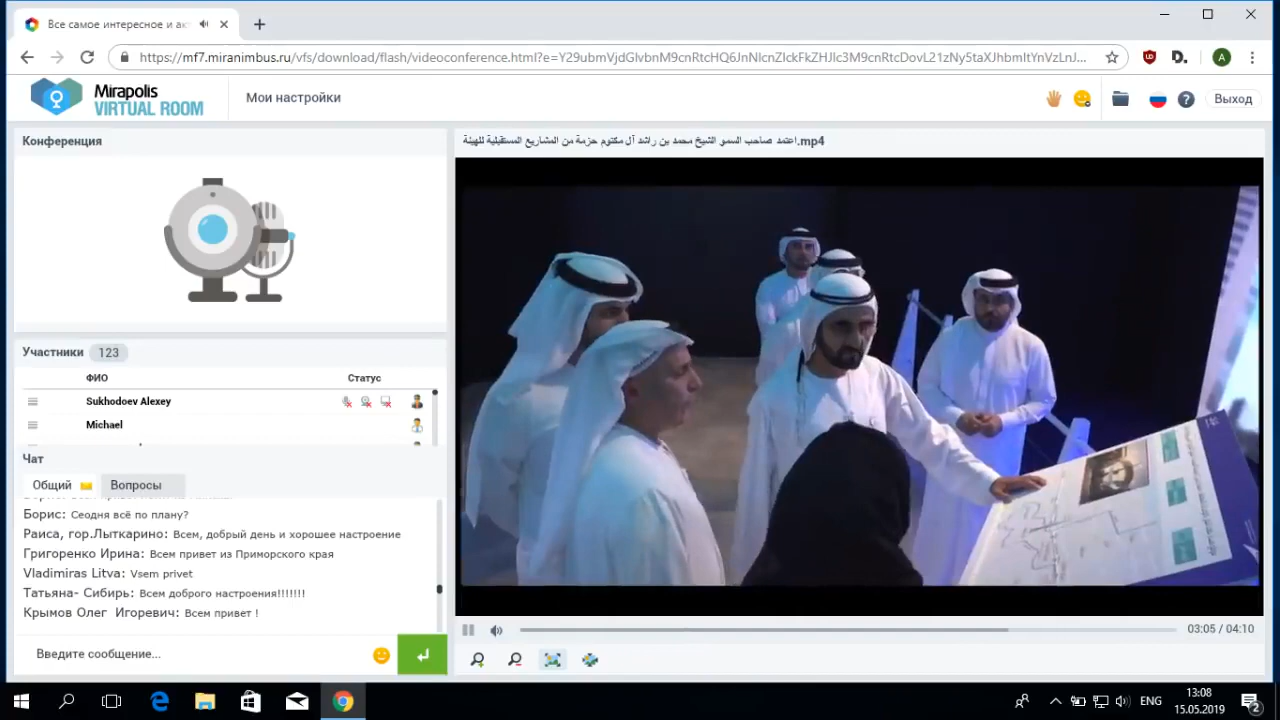 Все самое интересное и ак
https://mf7.miranimbus.ru/vfs/download/flash/videoconference.html?e=Y29ubmVjdGlvbnM9cnRtcHQ6JnNlcnZlckFkZHJlc3M9cnRtcDovL21zNy5taXJhbmltYnVzLnJ...
Mirapolis
VIRTUAL ROOM
Мои настройки
Выход
Конференция
اعتمد صاحب السمو الشيخ محمد بن راشد آل مكتوم حزمة من المشاريع المستقبلية للهيئة.mp4
Участники 123
ФИО Статус
Sukhodoev Alexey
Michael
Чат
Общий Вопросы
Борис: Сеодня всё по плану?
Раиса, гор.Лыткарино: Всем, добрый день и хорошее настроение
Григоренко Ирина: Всем привет из Приморского края
Vladimiras Litva: Vsem privet
Татьяна- Сибирь: Всем доброго настроения!!!!!!!
Крымов Олег Игоревич: Всем привет !
Введите сообщение...
03:05 / 04:10
ENG
13:08
15.05.2019
2